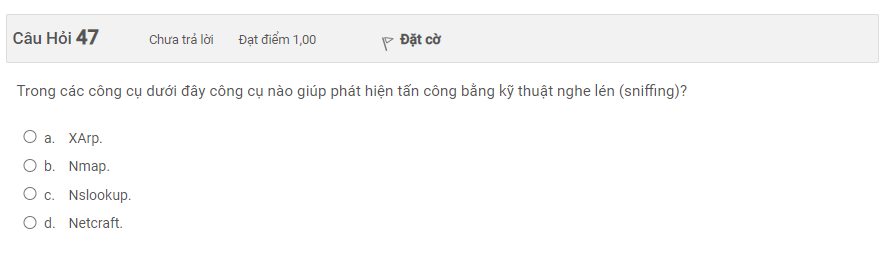 Câu Hỏi 47 Chưa trả lời Đạt điểm 1,00 Đặt cờ
Trong các công cụ dưới đây công cụ nào giúp phát hiện tấn công bằng kỹ thuật nghe lén (sniffing)?
a. XArp.
b. Nmap.
c. Nslookup.
d. Netcraft.